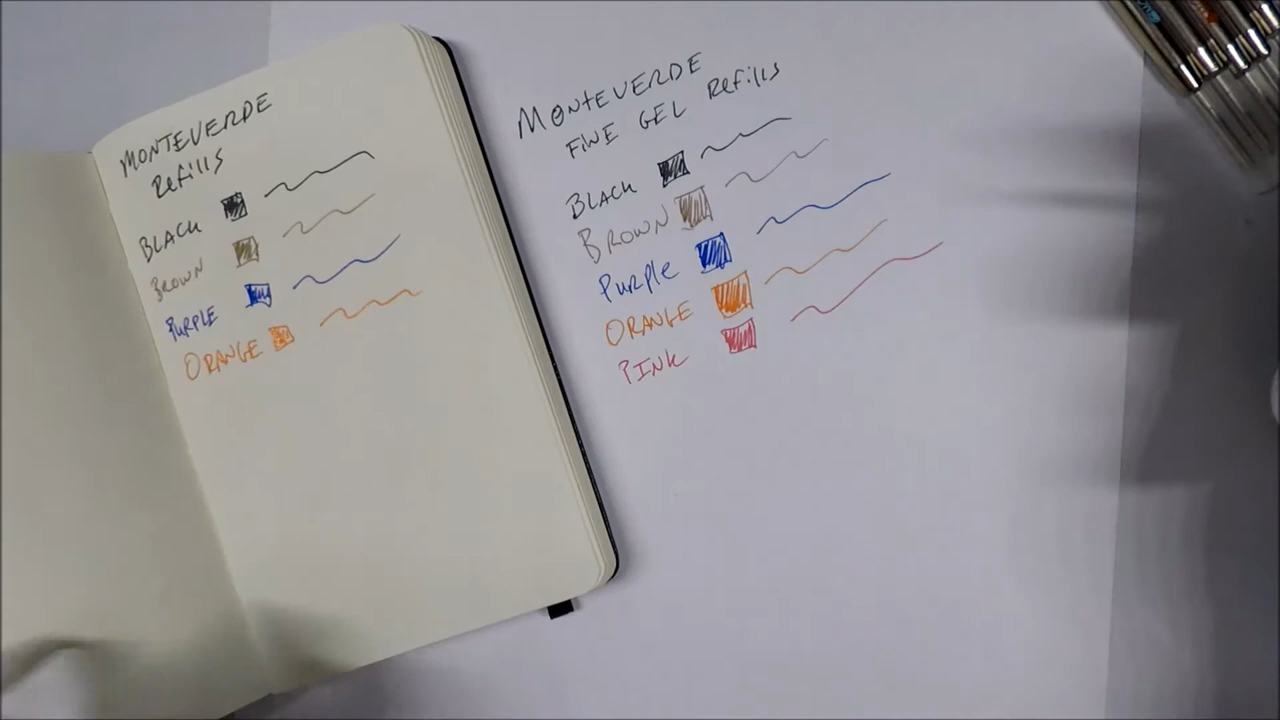 MONTEVERDE
Refills
BLACK
BROWN
PURPLE
ORANGE
MONTEVERDE
FINE GEL Refills
BLACK
BROWN
PurPle
ORANGE
PINK